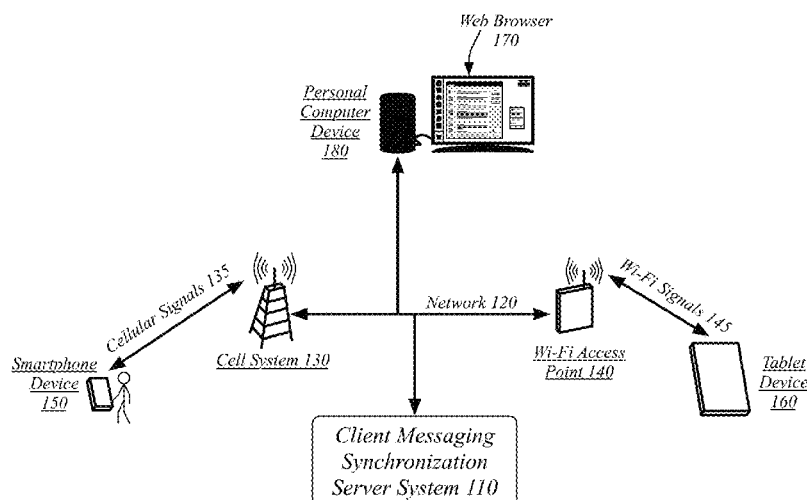 Web Browser
170
Personal
Computer
Device
180
Cellular Signals 135
Wi-Fi Signals 145
Network 120
Smartphone
Device
150
Cell System 130
Wi-Fi Access
Point 140
Tablet
Device
160
Client Messaging
Synchronization
Server System 110